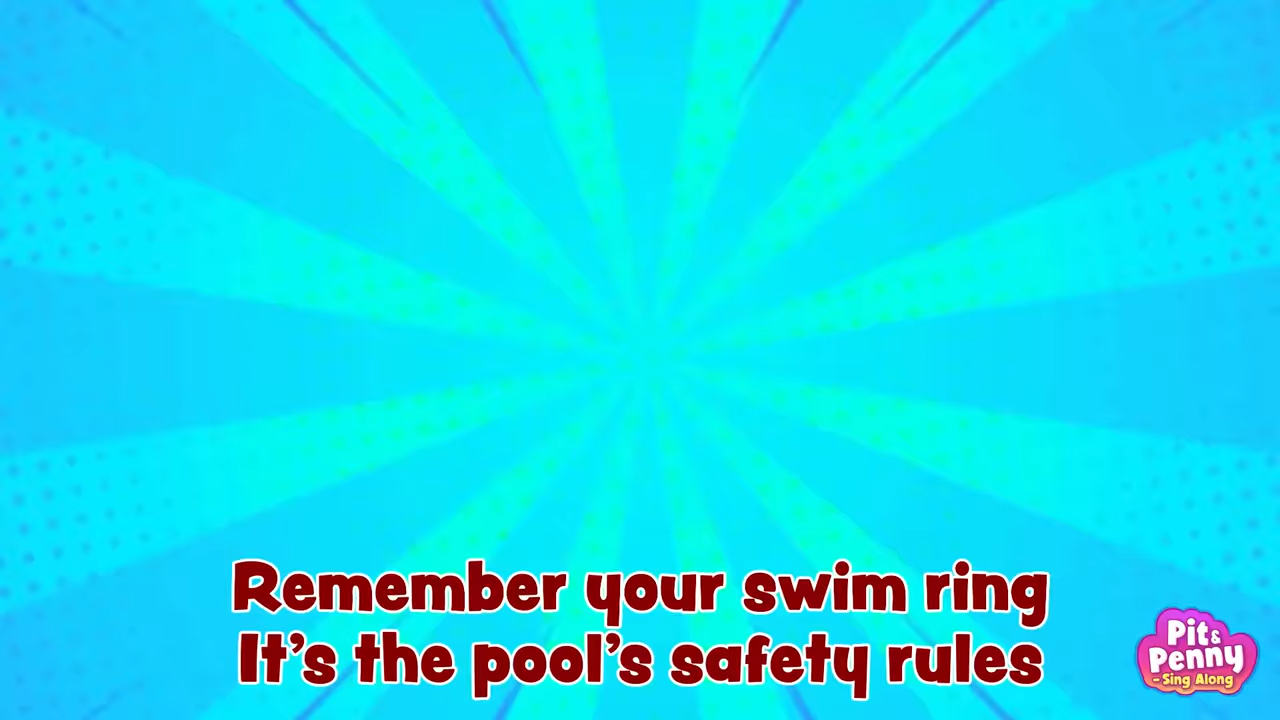 Remember your swim ring
It's the pool's safety rules
Pit &
Penny
- Sing Along